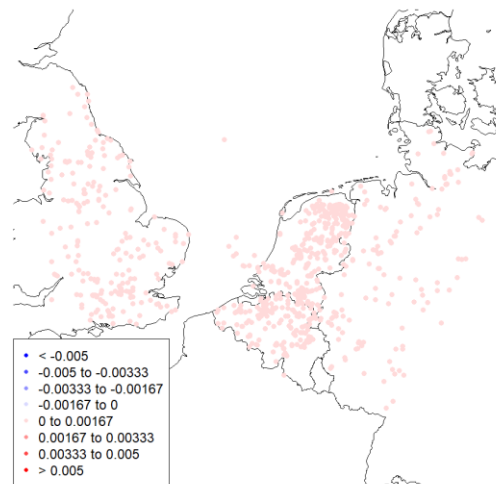 < -0.005
-0.005 to -0.00333
-0.00333 to -0.00167
-0.00167 to 0
0 to 0.00167
0.00167 to 0.00333
0.00333 to 0.005
> 0.005